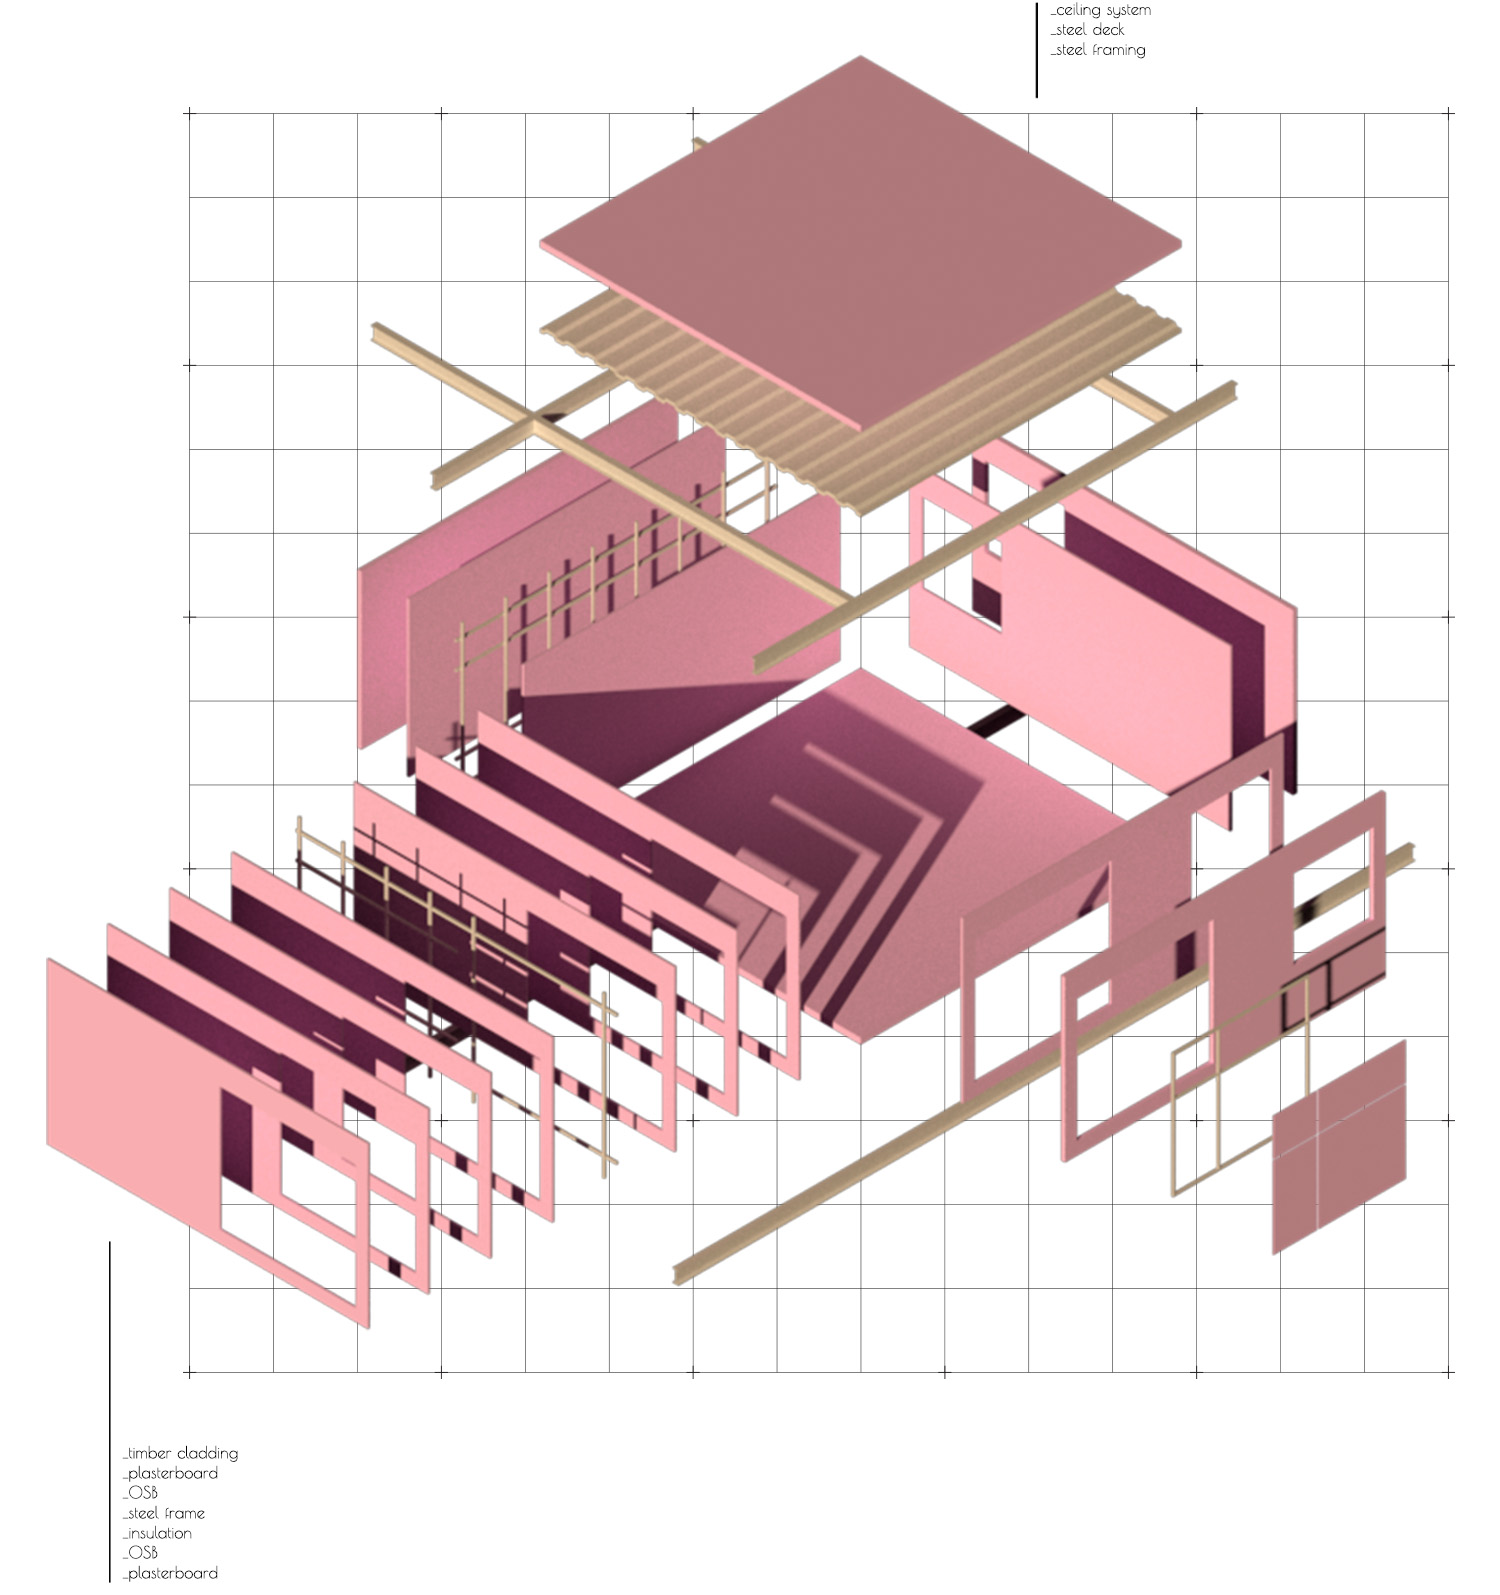 _ceiling system
_steel deck
_steel framing
_timber cladding
_plasterboard
_OSB
_steel frame
_insulation
_OSB
_plasterboard